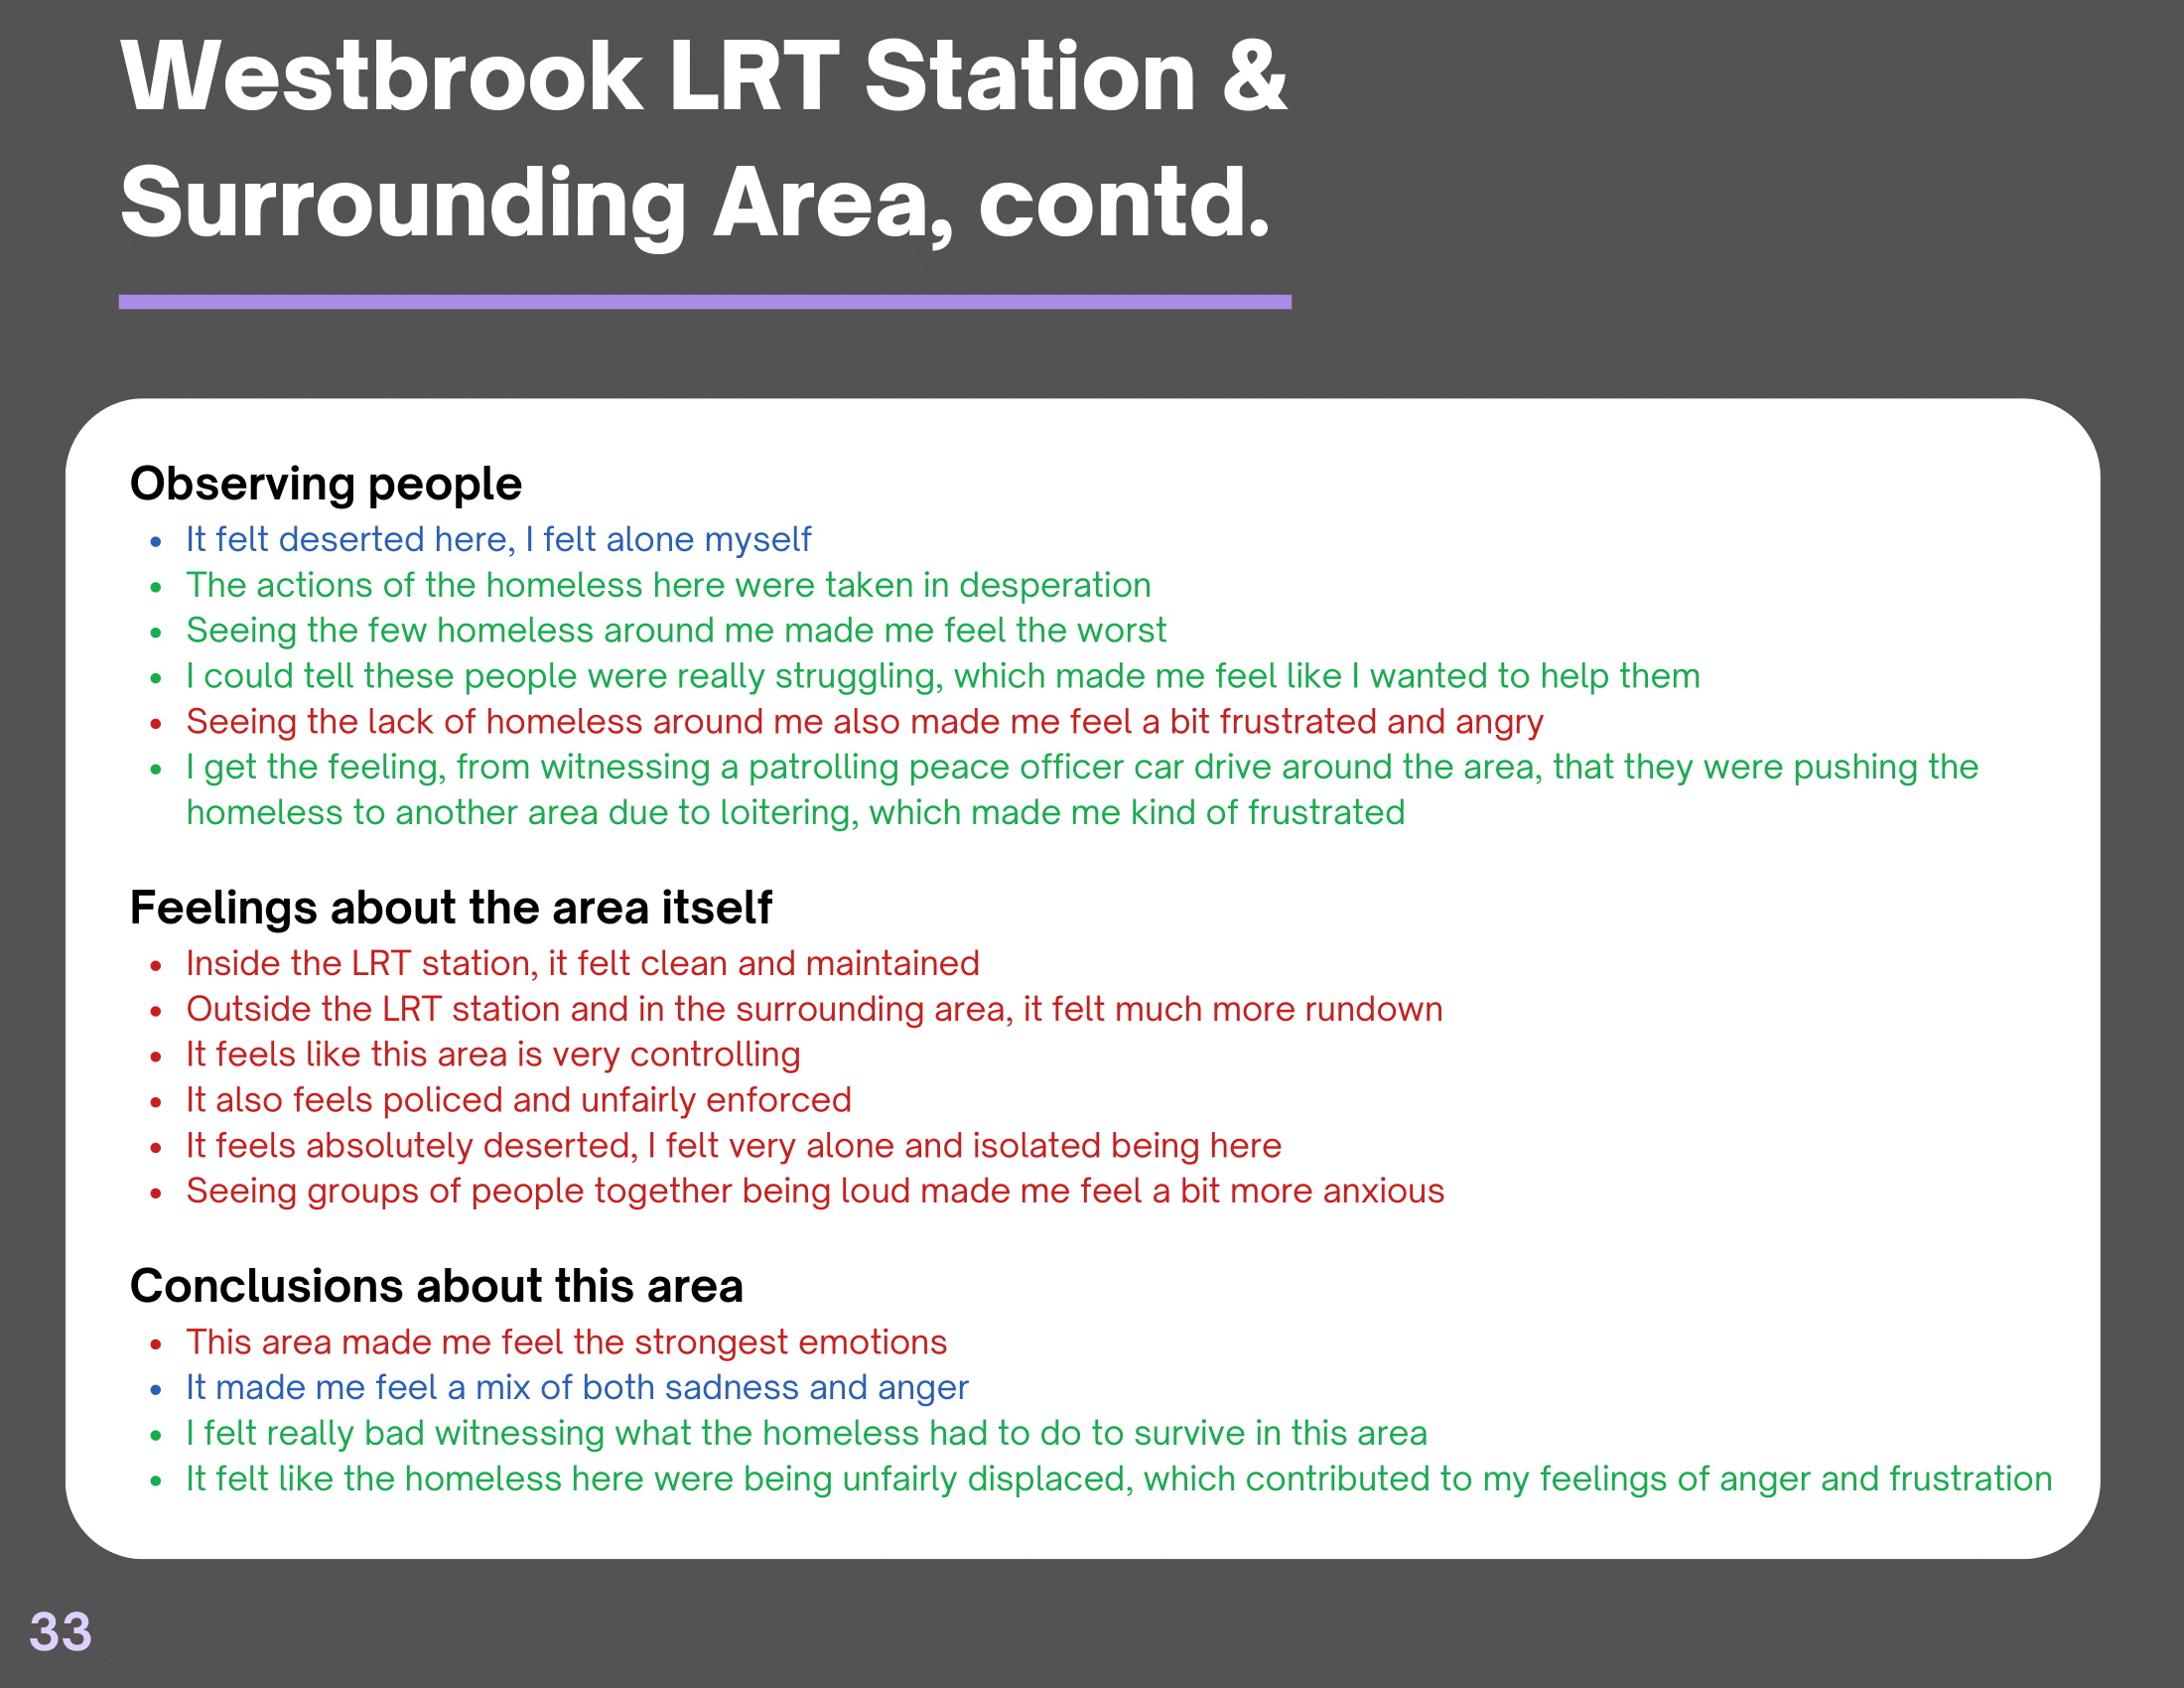 Westbrook LRT Station &
Surrounding Area, contd.
Observing people
• It felt deserted here, I felt alone myself
• The actions of the homeless here were taken in desperation
• Seeing the few homeless around me made me feel the worst
• I could tell these people were really struggling, which made me feel like I wanted to help them
• Seeing the lack of homeless around me also made me feel a bit frustrated and angry
• I get the feeling, from witnessing a patrolling peace officer car drive around the area, that they were pushing the
homeless to another area due to loitering, which made me kind of frustrated
Feelings about the area itself
• Inside the LRT station, it felt clean and maintained
• Outside the LRT station and in the surrounding area, it felt much more rundown
• It feels like this area is very controlling
• It also feels policed and unfairly enforced
• It feels absolutely deserted, I felt very alone and isolated being here
• Seeing groups of people together being loud made me feel a bit more anxious
Conclusions about this area
• This area made me feel the strongest emotions
• It made me feel a mix of both sadness and anger
• I felt really bad witnessing what the homeless had to do to survive in this area
• It felt like the homeless here were being unfairly displaced, which contributed to my feelings of anger and frustration
33